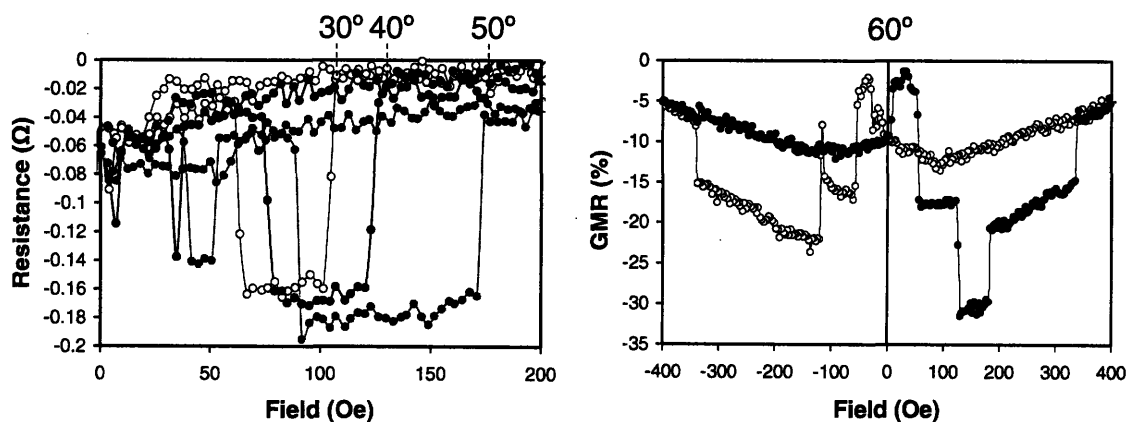 30º 40º 50º
60º
0
-0.02
-0.04
-0.06
-0.08
-0.1
-0.12
-0.14
-0.16
-0.18
-0.2
Resistance (Ω)
0 50 100 150 200
Field (Oe)
0
-5
-10
-15
-20
-25
-30
-35
GMR (%)
-400 -300 -200 -100 0 100 200 300 400
Field (Oe)